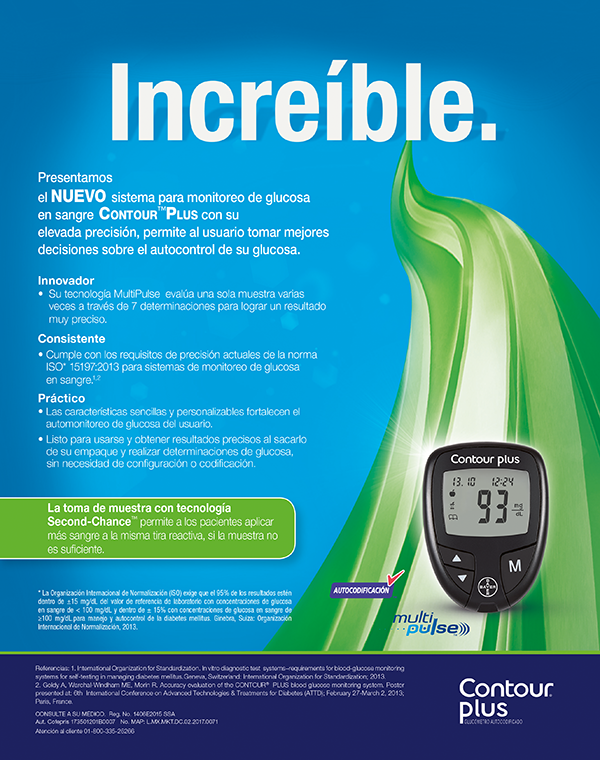 Increíble.
Presentamos
el NUEVO sistema para monitoreo de glucosa
en sangre CONTOUR™PLUS con su
elevada precisión, permite al usuario tomar mejores
decisiones sobre el autocontrol de su glucosa.
Innovador
• Su tecnología MultiPulse evalúa una sola muestra varias
veces a través de 7 determinaciones para lograr un resultado
muy preciso.
Consistente
• Cumple con los requisitos de precisión actuales de la norma
ISO* 15197:2013 para sistemas de monitoreo de glucosa
en sangre.1,2
Práctico
• Las características sencillas y personalizables fortalecen el
automonitoreo de glucosa del usuario.
• Listo para usarse y obtener resultados precisos al sacarlo
de su empaque y realizar determinaciones de glucosa,
sin necesidad de configuración o codificación.
La toma de muestra con tecnología
Second-Chance™ permite a los pacientes aplicar
más sangre a la misma tira reactiva, si la muestra no
es suficiente.
Contour plus
13.10 12:24
93 mg/dL
M
BAYER
AUTOCODIFICACIÓN
multi
pulse
* La Organización Internacional de Normalización (ISO) exige que el 95% de los resultados estén
dentro de ±15 mg/dL del valor de referencia de laboratorio con concentraciones de glucosa
en sangre de < 100 mg/dL y dentro de ± 15% con concentraciones de glucosa en sangre de
≥100 mg/dL para manejo y autocontrol de la diabetes mellitus. Ginebra, Suiza: Organización
Internacional de Normalización, 2013.
Referencias: 1. International Organization for Standardization. In vitro diagnostic test systems–requirements for blood-glucose monitoring
systems for self-testing in managing diabetes mellitus. Geneva, Switzerland: International Organization for Standardization; 2013.
2. Goldy A, Warchal-Windham ME, Morin R. Accuracy evaluation of the CONTOUR® PLUS blood glucose monitoring system. Poster
presented at: 6th International Conference on Advanced Technologies & Treatments for Diabetes (ATTD); February 27-March 2, 2013;
Paris, France.
CONSULTE A SU MÉDICO. Reg. No. 1406E2015 SSA
Aut. Cofepris 173501201B0007 No. MAP: L.MX.MKT.DC.02.2017.0071
Atención al cliente 01-800-335-26266
Contour
plus
GLUCÓMETRO AUTOCODIFICADO